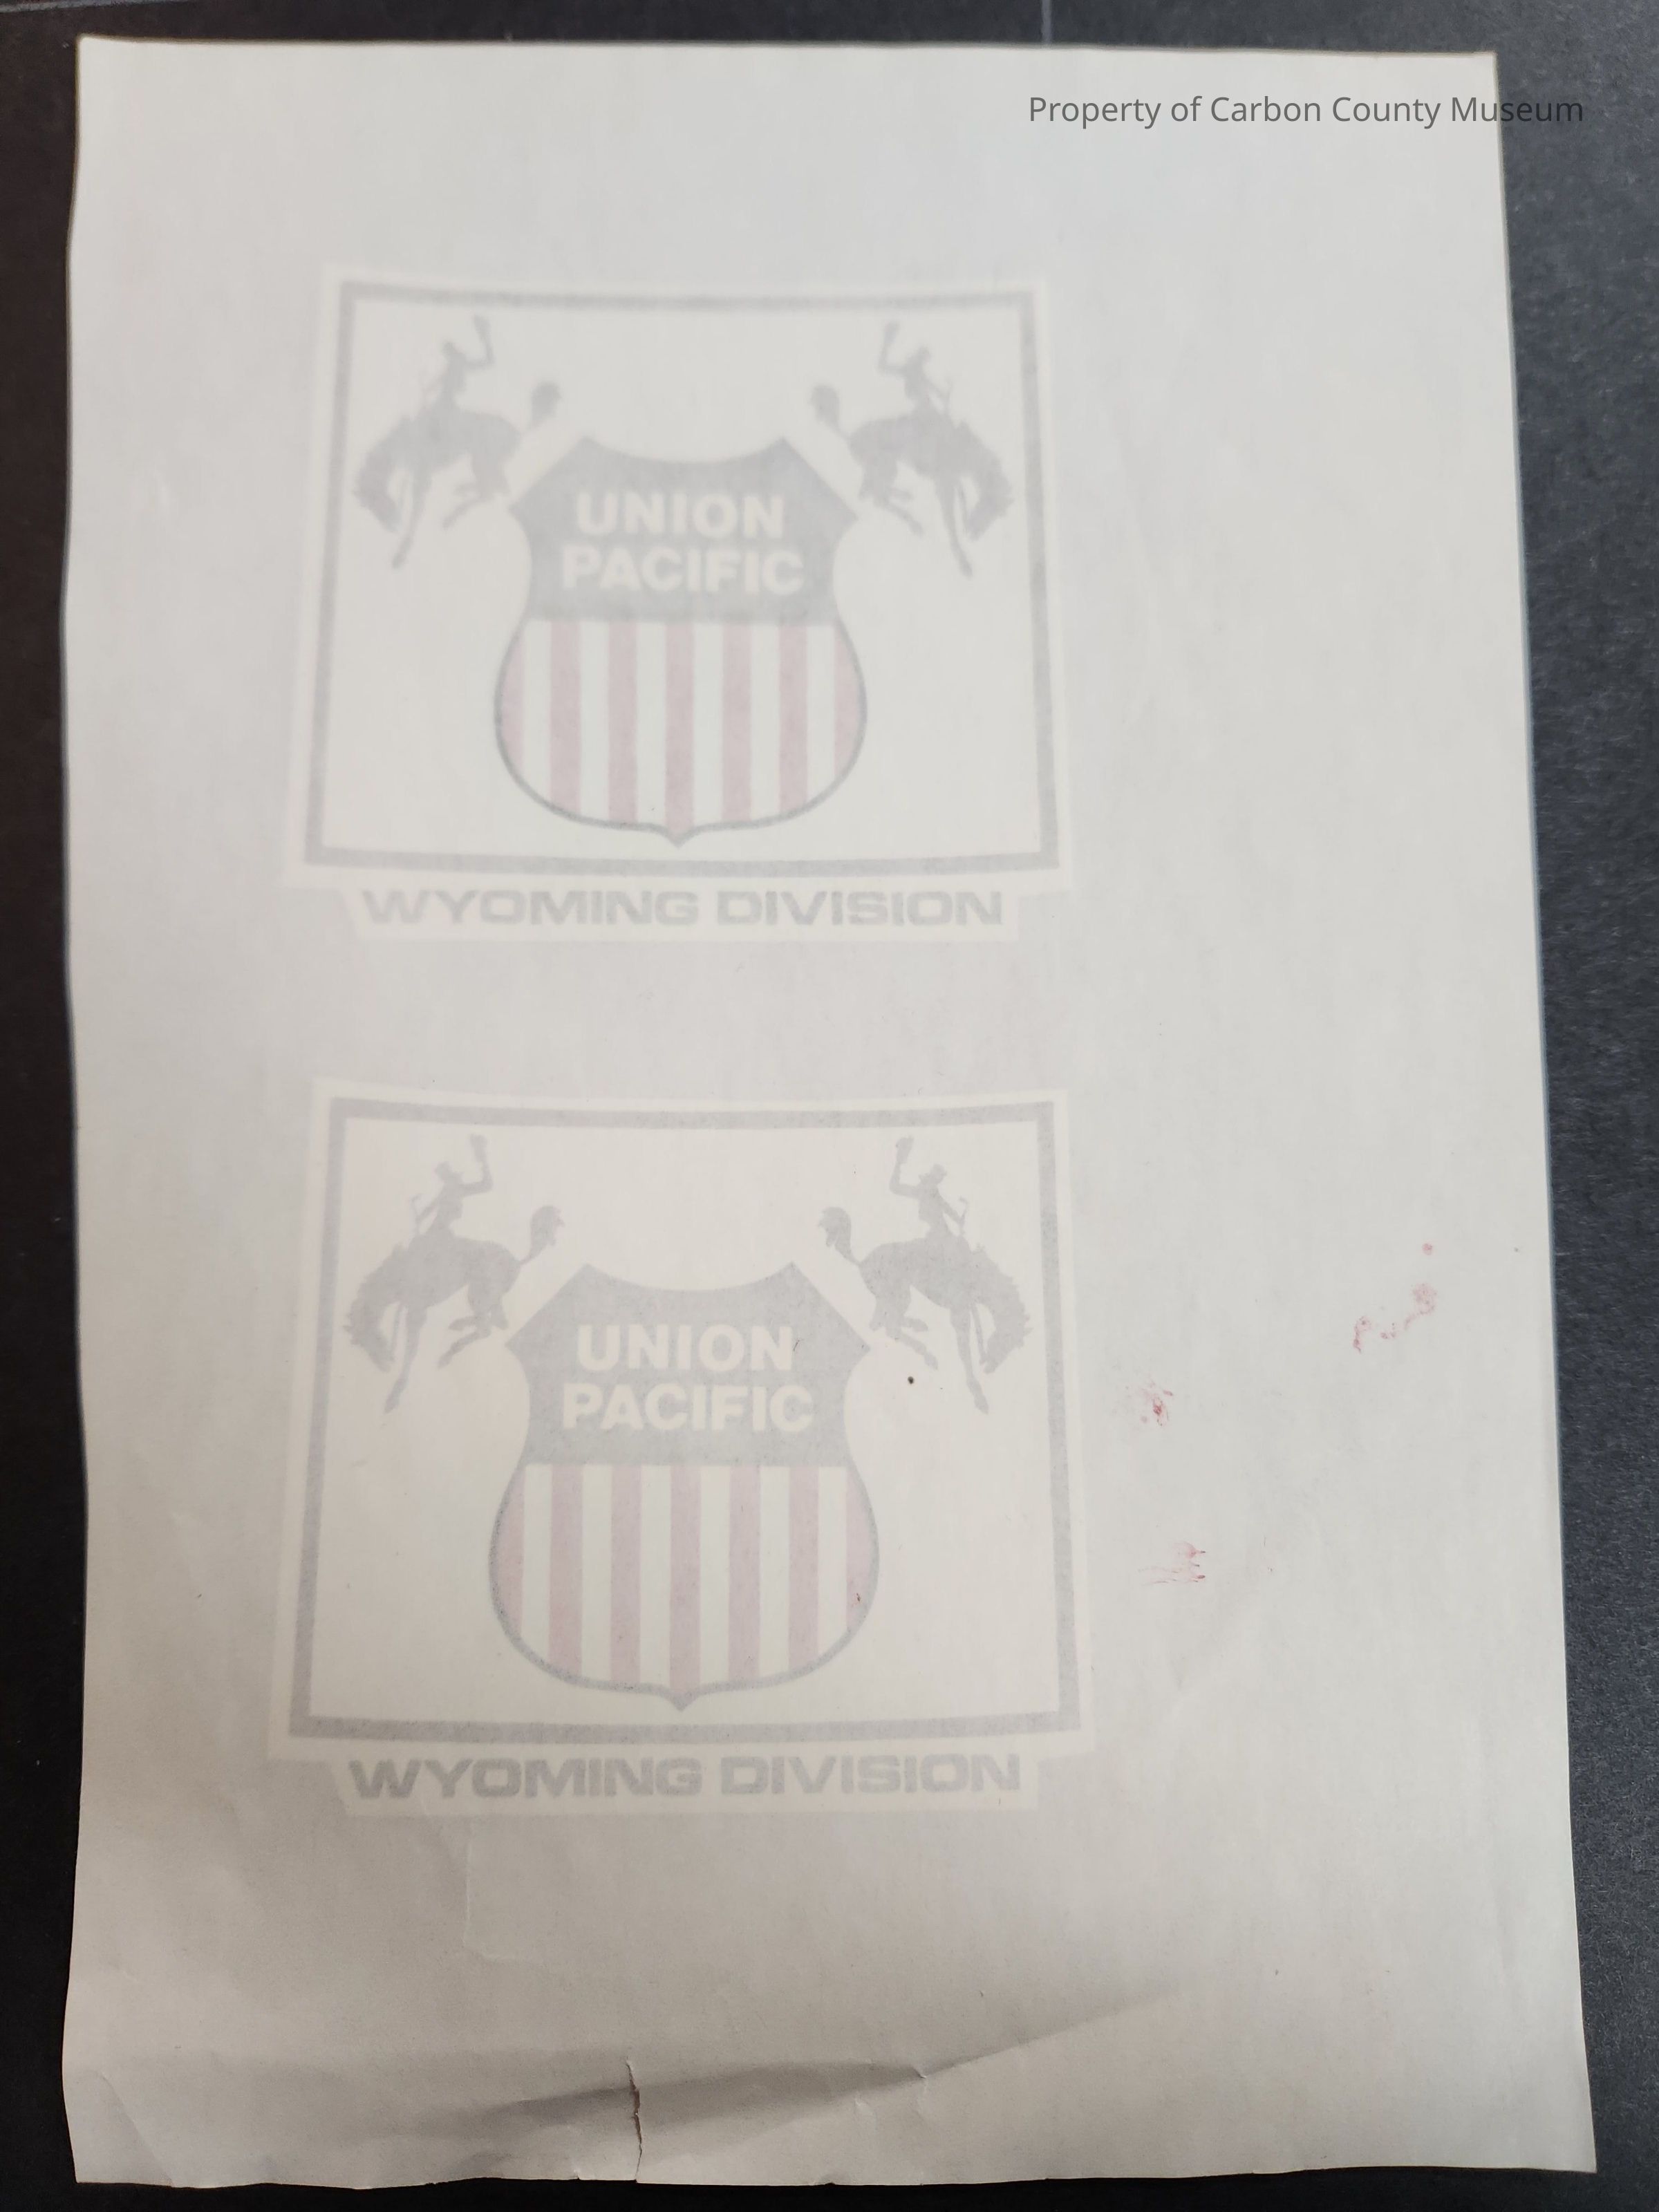 Property of Carbon County Museum
UNION
PACIFIC
WYOMING DIVISION
UNION
PACIFIC
WYOMING DIVISION